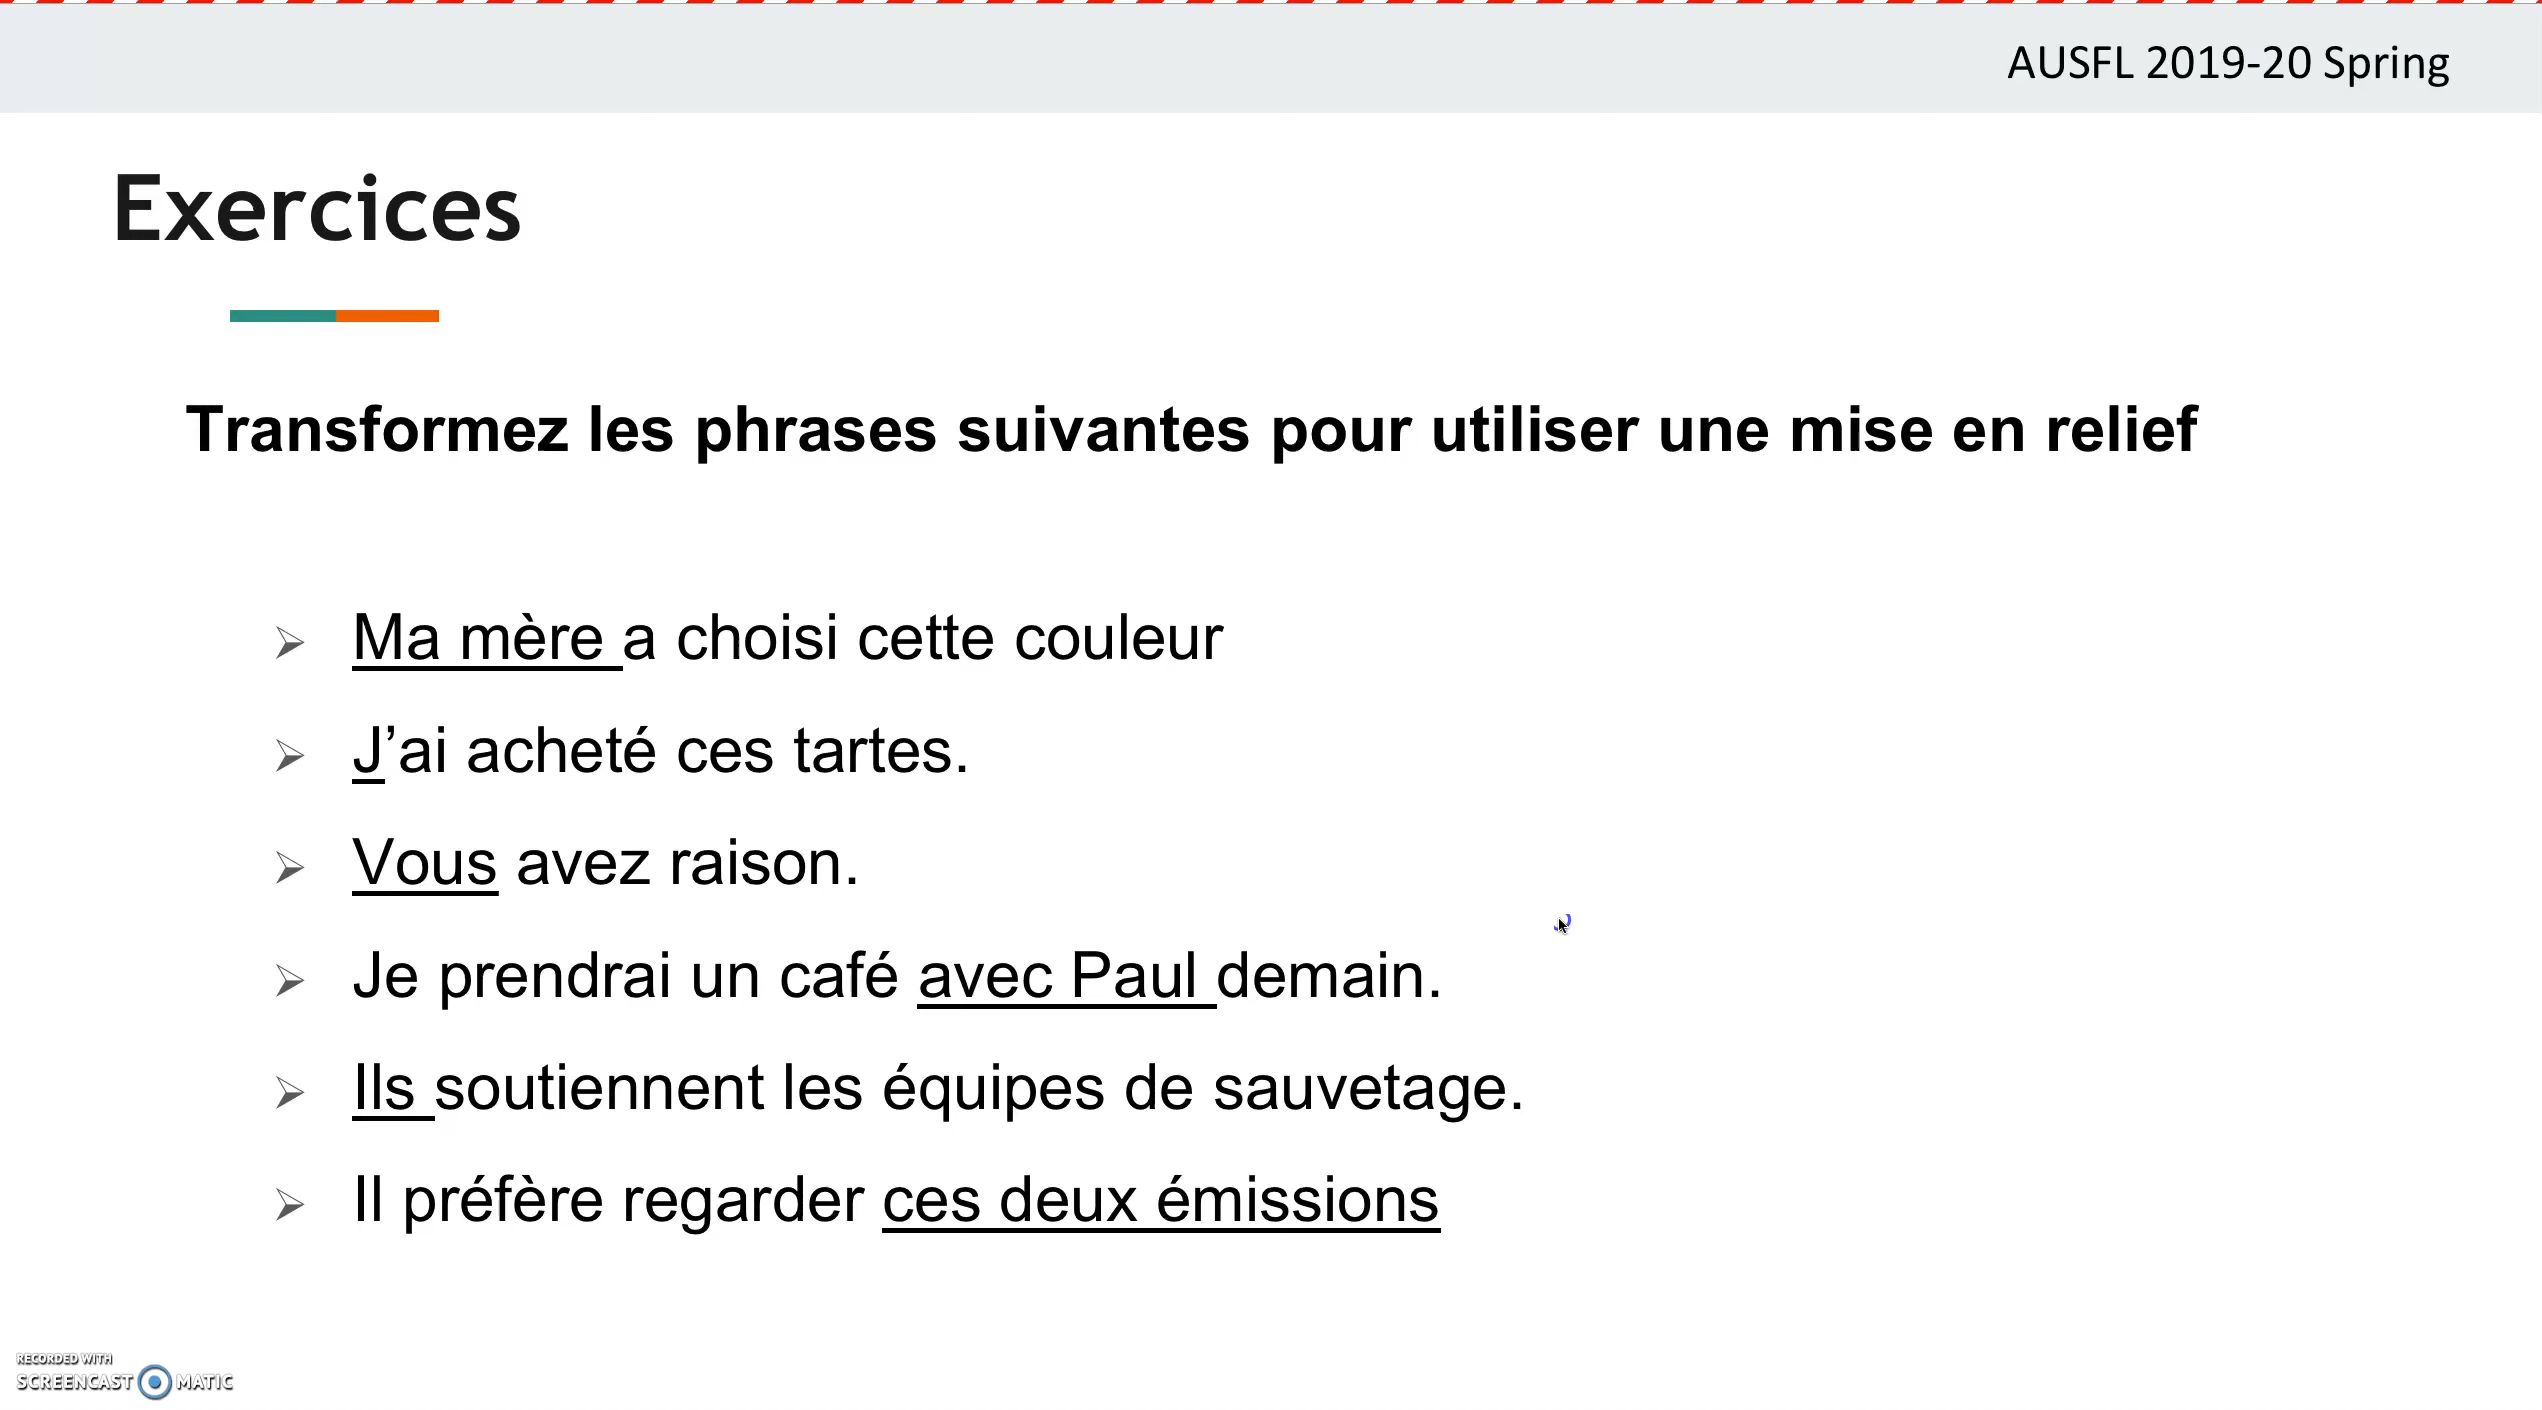 AUSFL 2019-20 Spring
Exercices
Transformez les phrases suivantes pour utiliser une mise en relief
Ma mère a choisi cette couleur
J’ai acheté ces tartes.
Vous avez raison.
Je prendrai un café avec Paul demain.
Ils soutiennent les équipes de sauvetage.
Il préfère regarder ces deux émissions
RECORDED WITH
SCREENCAST MATIC